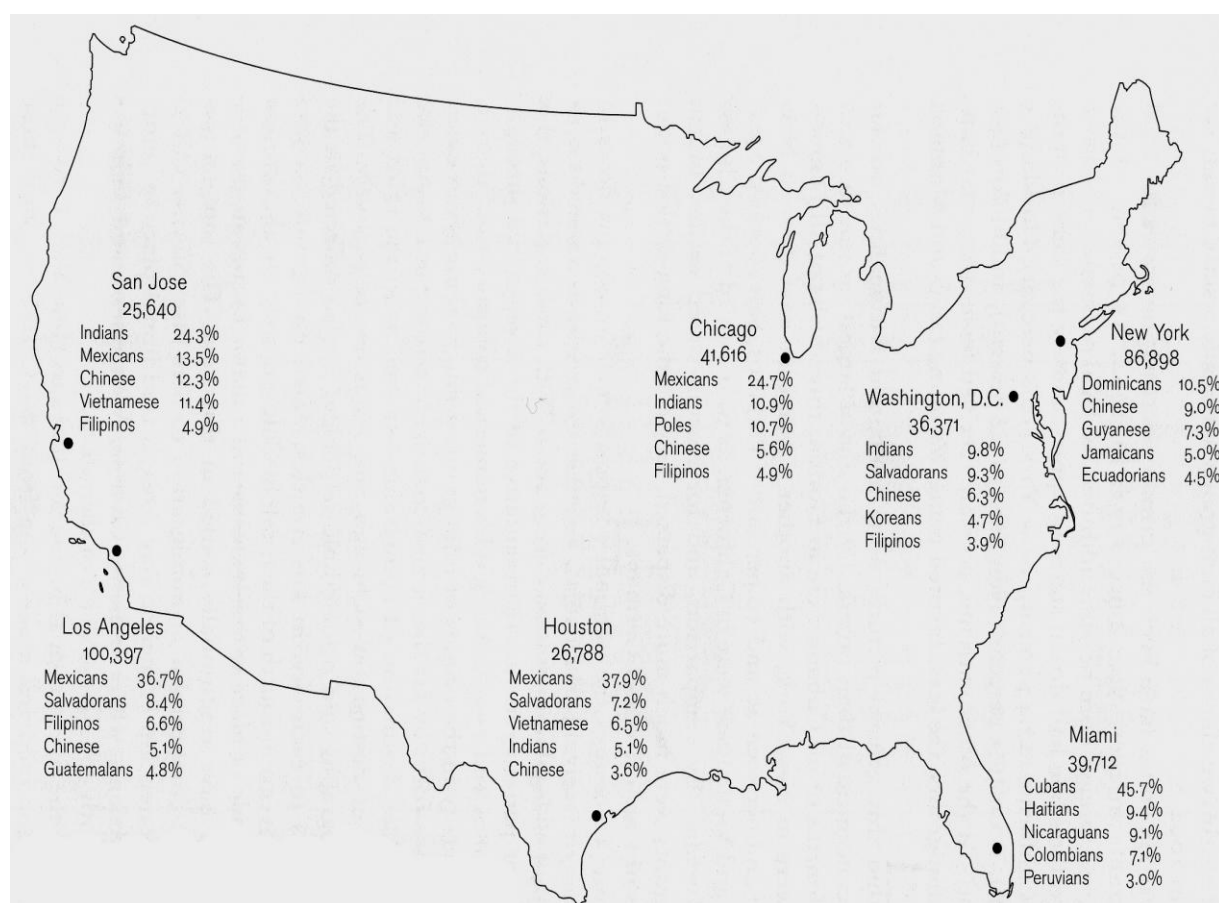 San Jose
25,640
Indians 24.3%
Mexicans 13.5%
Chinese 12.3%
Vietnamese 11.4%
Filipinos 4.9%
Los Angeles
100,397
Mexicans 36.7%
Salvadorans 8.4%
Filipinos 6.6%
Chinese 5.1%
Guatemalans 4.8%
Houston
26,788
Mexicans 37.9%
Salvadorans 7.2%
Vietnamese 6.5%
Indians 5.1%
Chinese 3.6%
Chicago
41,616
Mexicans 24.7%
Indians 10.9%
Poles 10.7%
Chinese 5.6%
Filipinos 4.9%
Washington, D.C.
36,371
Indians 9.8%
Salvadorans 9.3%
Chinese 6.3%
Koreans 4.7%
Filipinos 3.9%
New York
86,898
Dominicans 10.5%
Chinese 9.0%
Guyanese 7.3%
Jamaicans 5.0%
Ecuadorians 4.5%
Miami
39,712
Cubans 45.7%
Haitians 9.4%
Nicaraguans 9.1%
Colombians 7.1%
Peruvians 3.0%